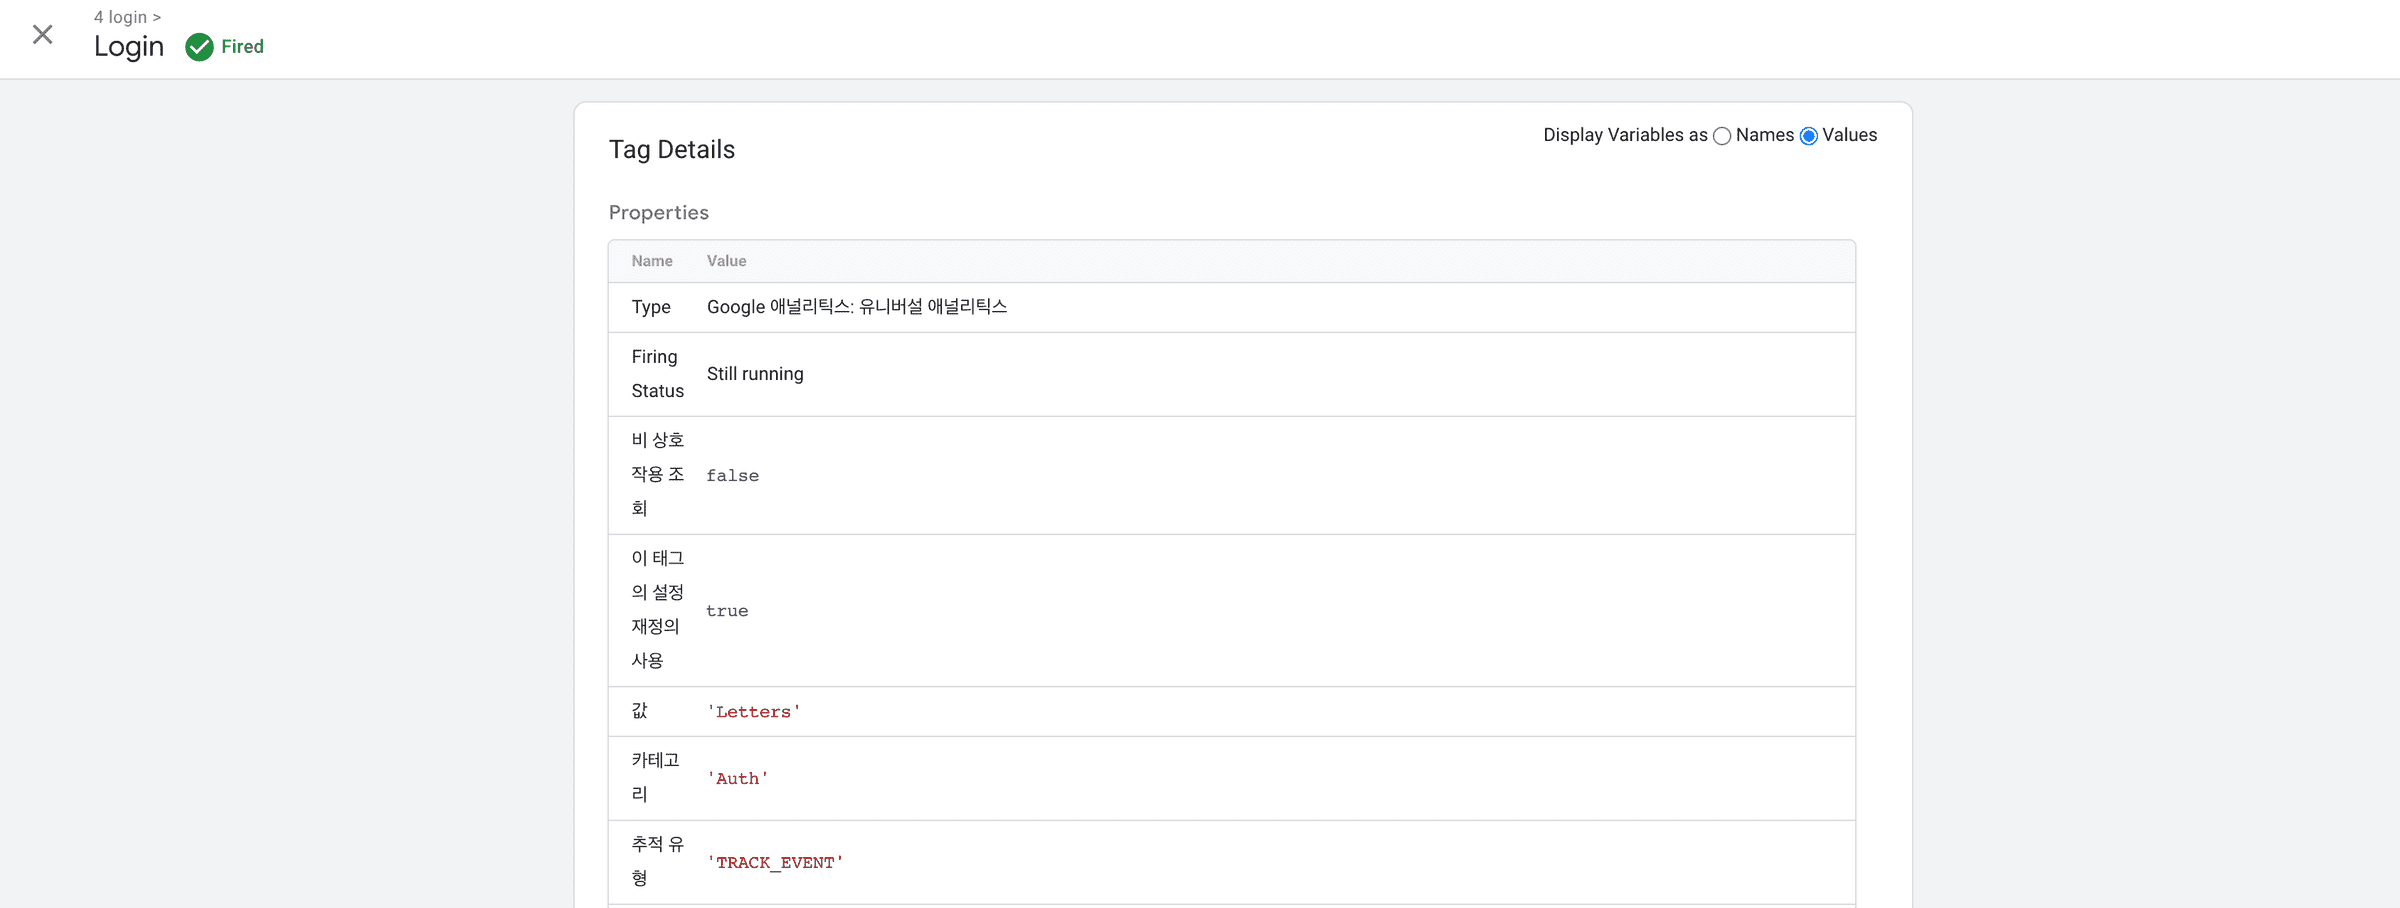 4 login >
Login Fired
Display Variables as Names Values
Tag Details
Properties
Name Value
Type Google 애널리틱스: 유니버설 애널리틱스
Firing
Status
Still running
비 상호
작용 조
회
false
이 태그
의 설정
재정의
사용
true
값 'Letters'
카테고
리
'Auth'
추적 유
형
'TRACK_EVENT'